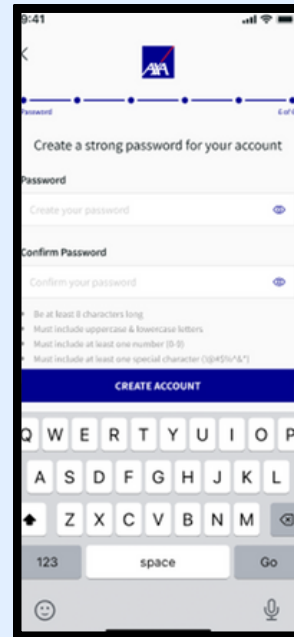 9:41
AXA
Password
6 of 6
Create a strong password for your account
Password
Create your password
Confirm Password
Confirm your password
Be at least 8 characters long
Must include uppercase & lowercase letters
Must include at least one number (0-9)
Must include at least one special character (!@#$%^&*)
CREATE ACCOUNT
Q W E R T Y U I O P
A S D F G H J K L
Z X C V B N M
123 space Go